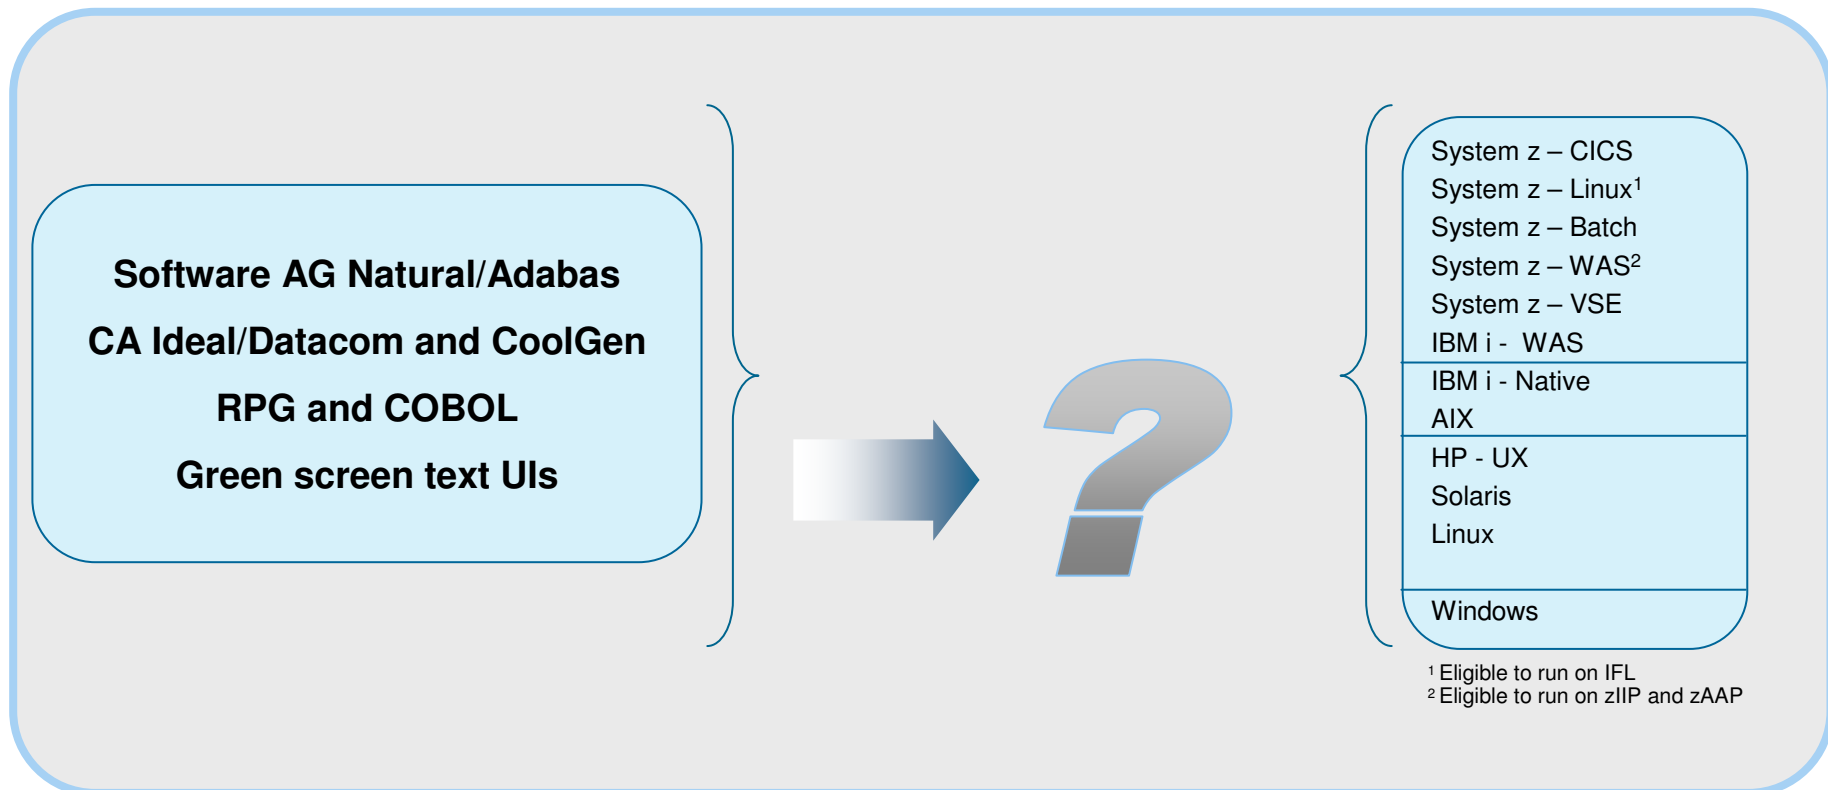 Software AG Natural/Adabas
CA Ideal/Datacom and CoolGen
RPG and COBOL
Green screen text UIs
?
System z – CICS
System z – Linux¹
System z – Batch
System z – WAS²
System z – VSE
IBM i - WAS
IBM i - Native
AIX
HP - UX
Solaris
Linux
Windows
¹ Eligible to run on IFL
² Eligible to run on zIIP and zAAP